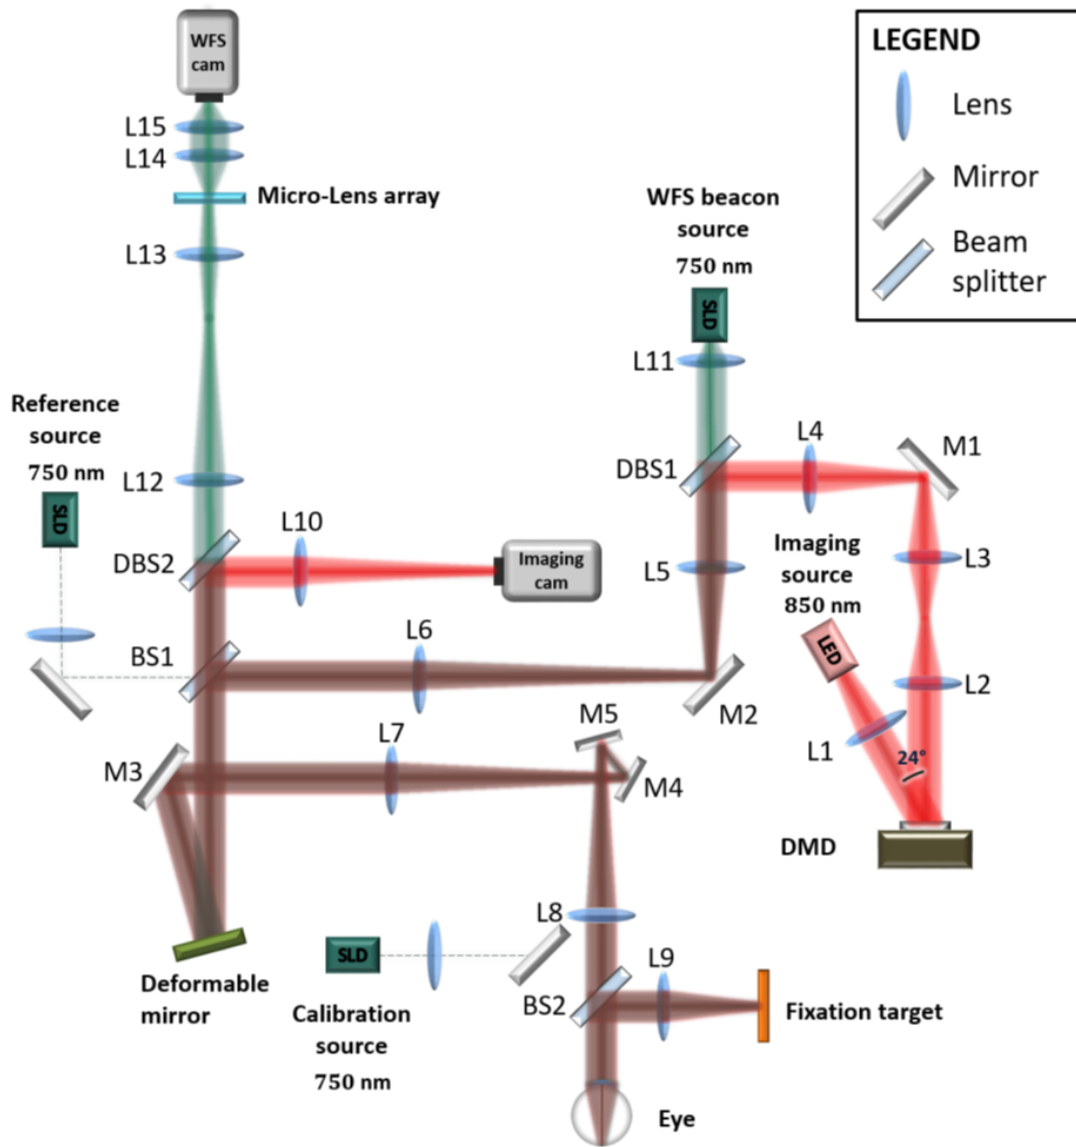 WFS
cam
LEGEND
Lens
Mirror
Beam
splitter
L15
L14
Micro-Lens array
L13
WFS beacon
source
750 nm
SLD
L11
Reference
source
750 nm
SLD
L12
L10
DBS2
Imaging
cam
DBS1
L4
M1
L5
Imaging
source
850 nm
L3
LED
L2
L1
24°
DMD
BS1
L6
M2
M3
L7
M5
M4
Deformable
mirror
SLD
Calibration
source
750 nm
L8
BS2
L9
Fixation target
Eye